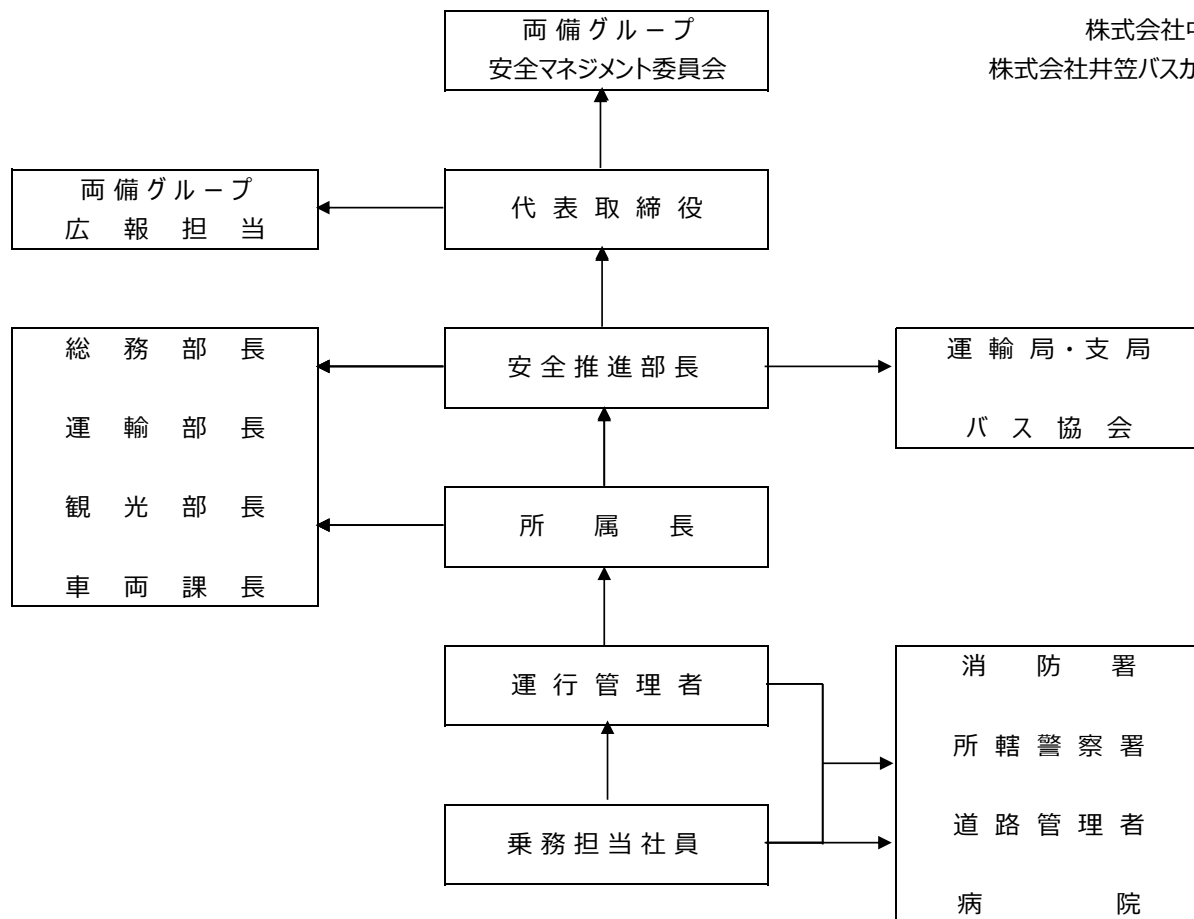 両備グループ
安全マネジメント委員会
株式会社中
株式会社井笠バスカ
両備グループ
広報担当
代表取締役
総務部長
運輸部長
観光部長
車両課長
安全推進部長
運輸局・支局
バス協会
所属長
運行管理者
消防署
所轄警察署
道路管理者
病院
乗務担当社員